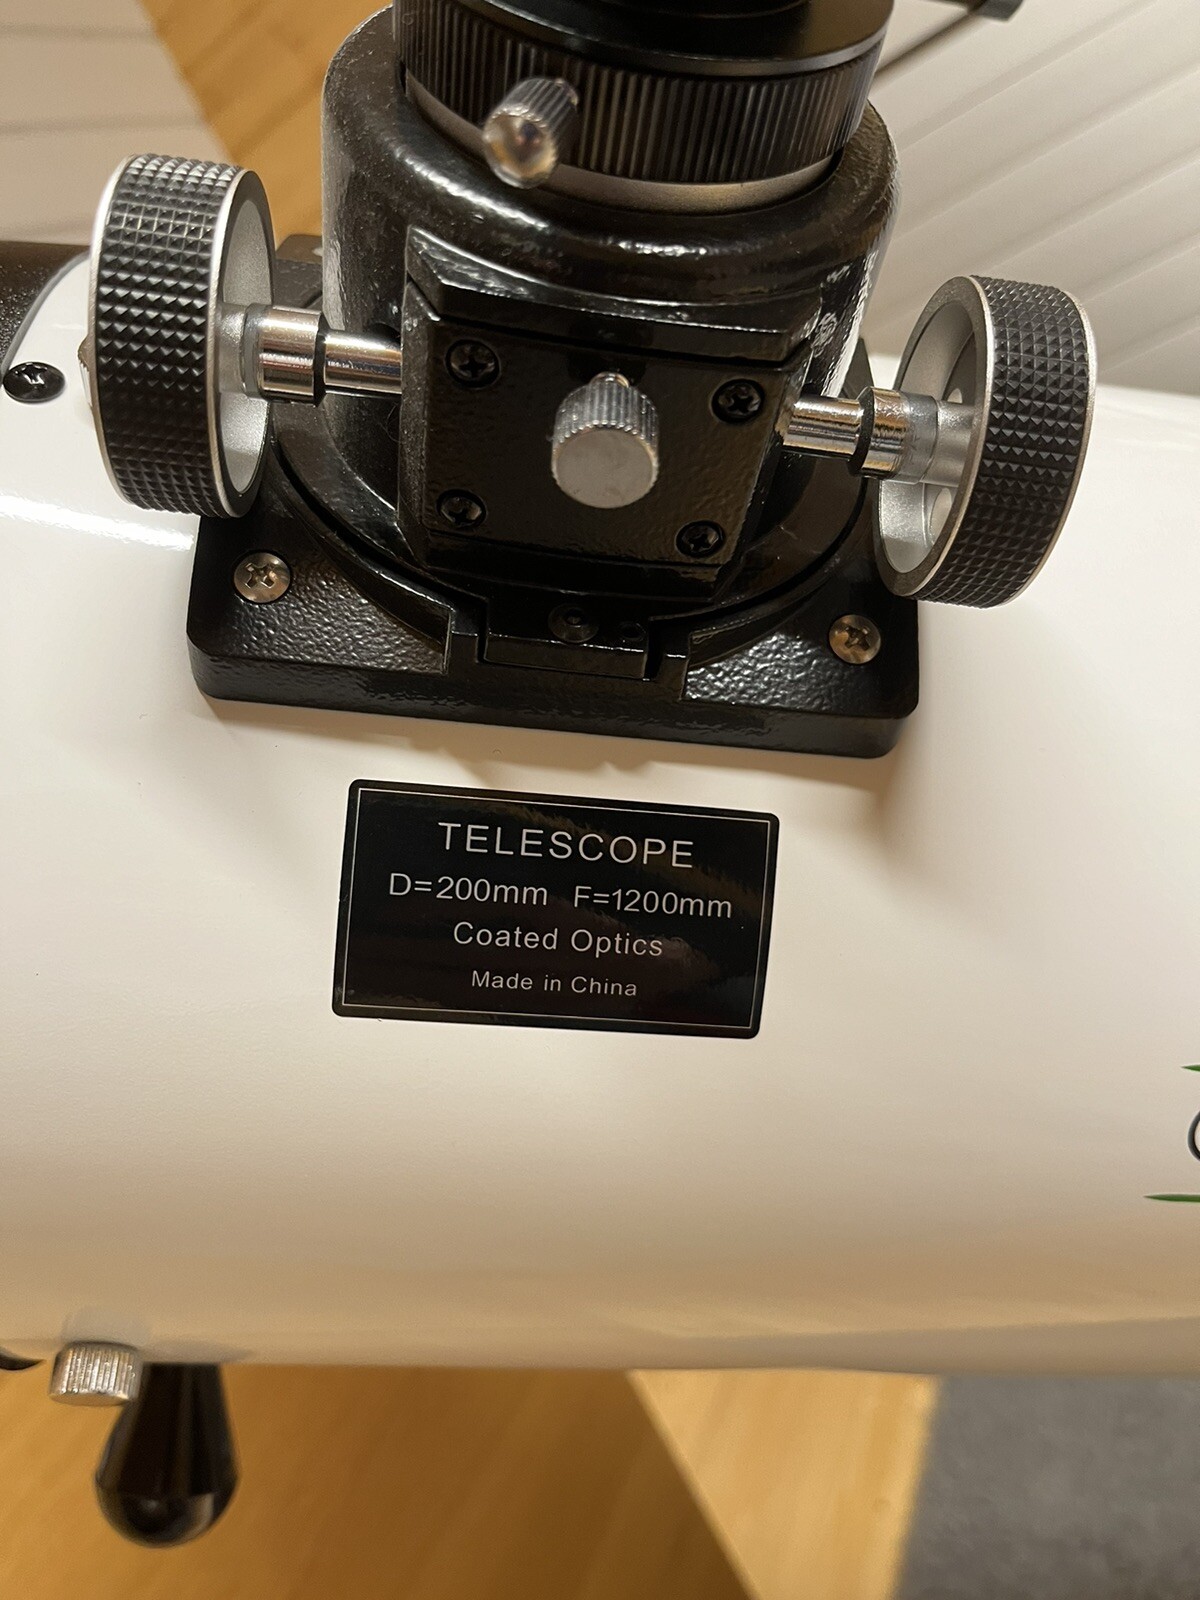 TELESCOPE
D=200mm F=1200mm
Coated Optics
Made in China